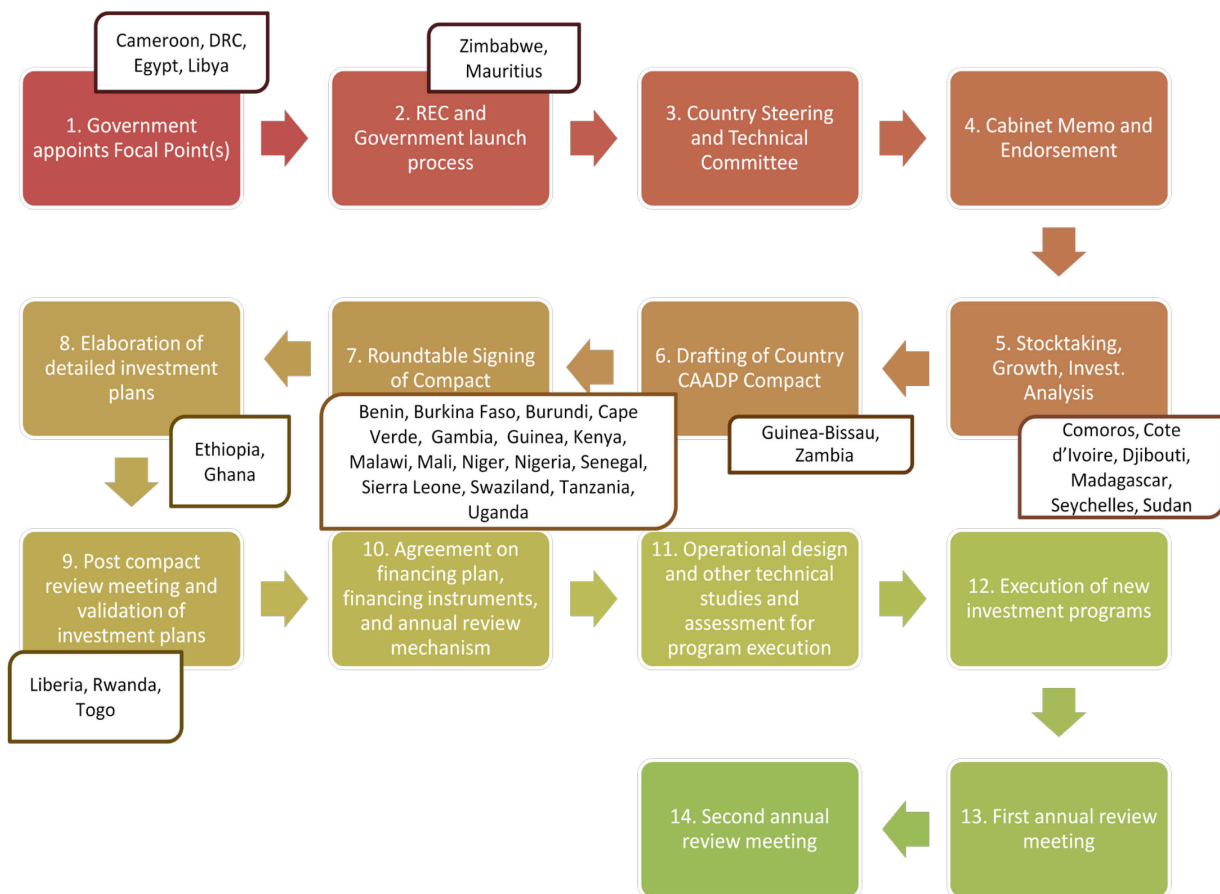 Cameroon, DRC,
Egypt, Libya
1. Government
appoints Focal Point(s)
Zimbabwe,
Mauritius
2. REC and
Government launch
process
3. Country Steering
and Technical
Committee
4. Cabinet Memo and
Endorsement
5. Stocktaking,
Growth, Invest.
Analysis
Comoros, Cote
d’Ivoire, Djibouti,
Madagascar,
Seychelles, Sudan
6. Drafting of Country
CAADP Compact
Guinea-Bissau,
Zambia
7. Roundtable Signing
of Compact
Benin, Burkina Faso, Burundi, Cape
Verde, Gambia, Guinea, Kenya,
Malawi, Mali, Niger, Nigeria, Senegal,
Sierra Leone, Swaziland, Tanzania,
Uganda
8. Elaboration of
detailed investment
plans
Ethiopia,
Ghana
9. Post compact
review meeting and
validation of
investment plans
Liberia, Rwanda,
Togo
10. Agreement on
financing plan,
financing instruments,
and annual review
mechanism
11. Operational design
and other technical
studies and
assessment for
program execution
12. Execution of new
investment programs
13. First annual review
meeting
14. Second annual
review meeting